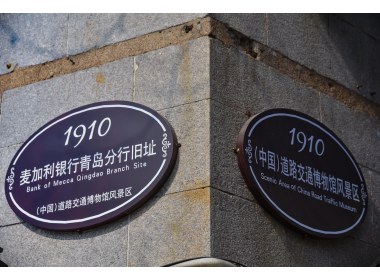 1910
麦加利银行青岛分行旧址
Bank of Mecca Qingdao Branch Site
(中国)道路交通博物馆风景区
1910
(中国)道路交通博物馆风景区
Scenic Area of China Road Traffic Museum